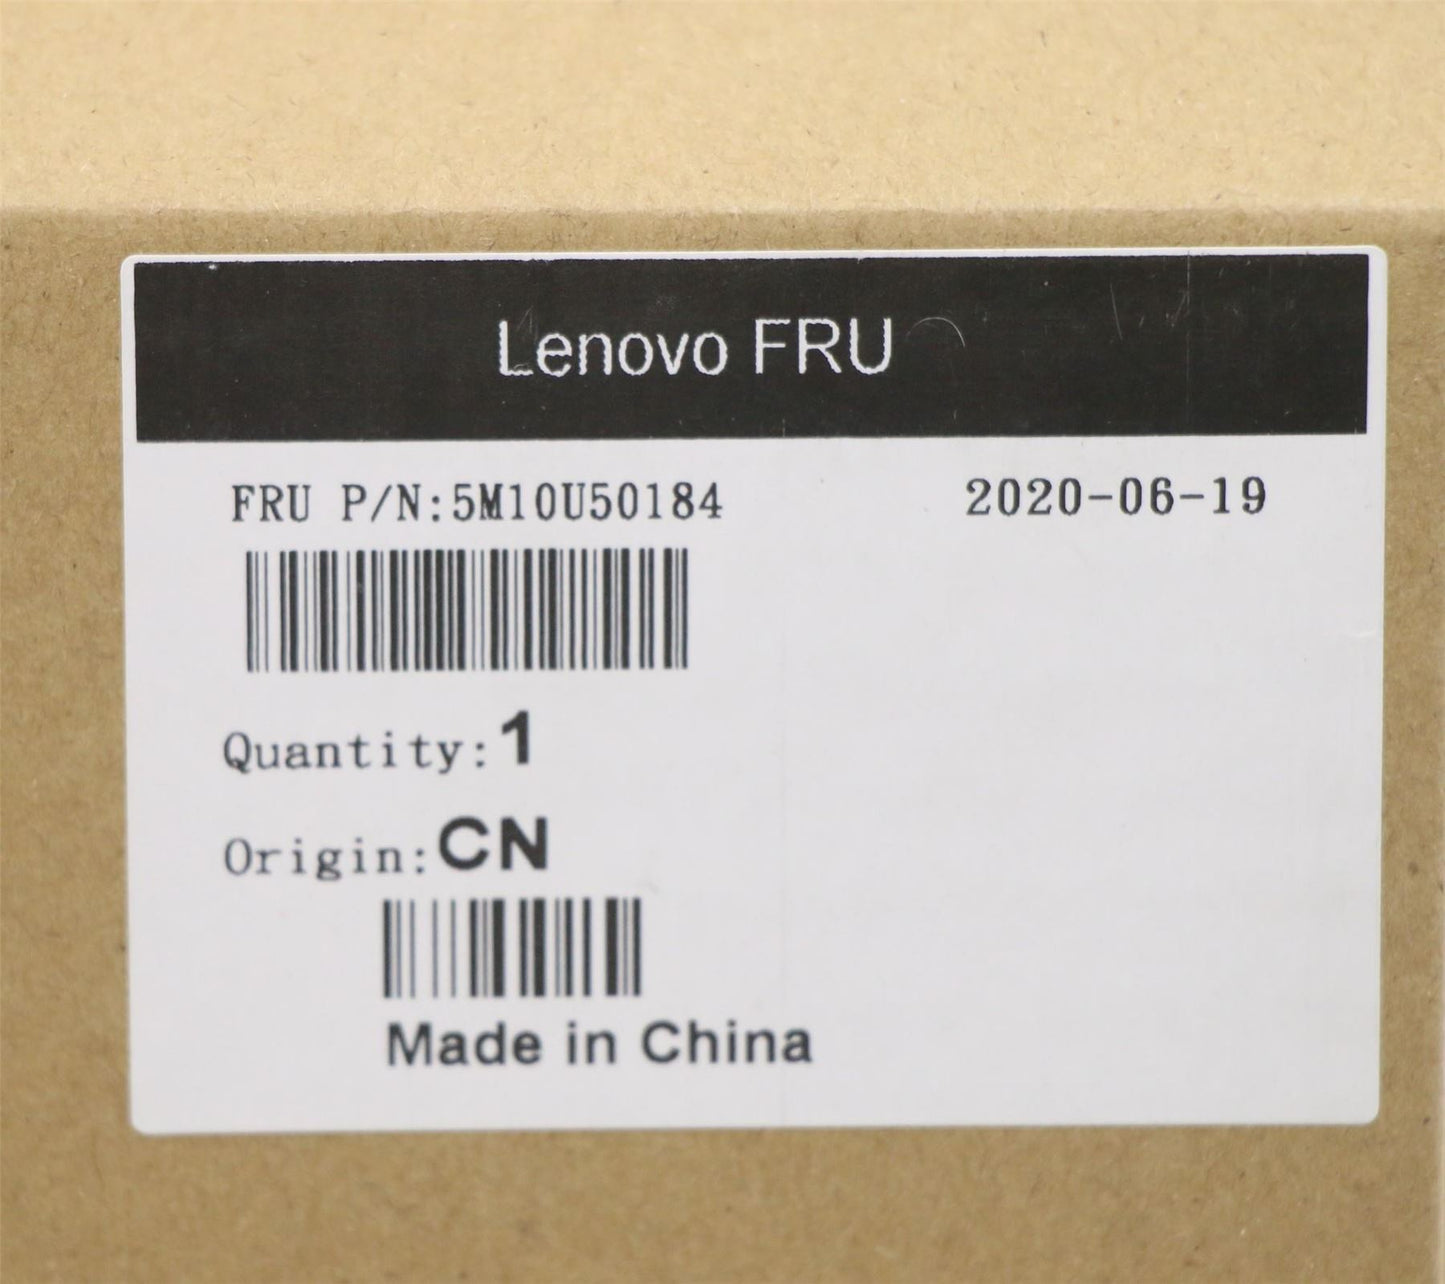 Lenovo FRU
FRU P/N:5M10U50184 2020-06-19
Quantity:1
Origin:CN
Made in China